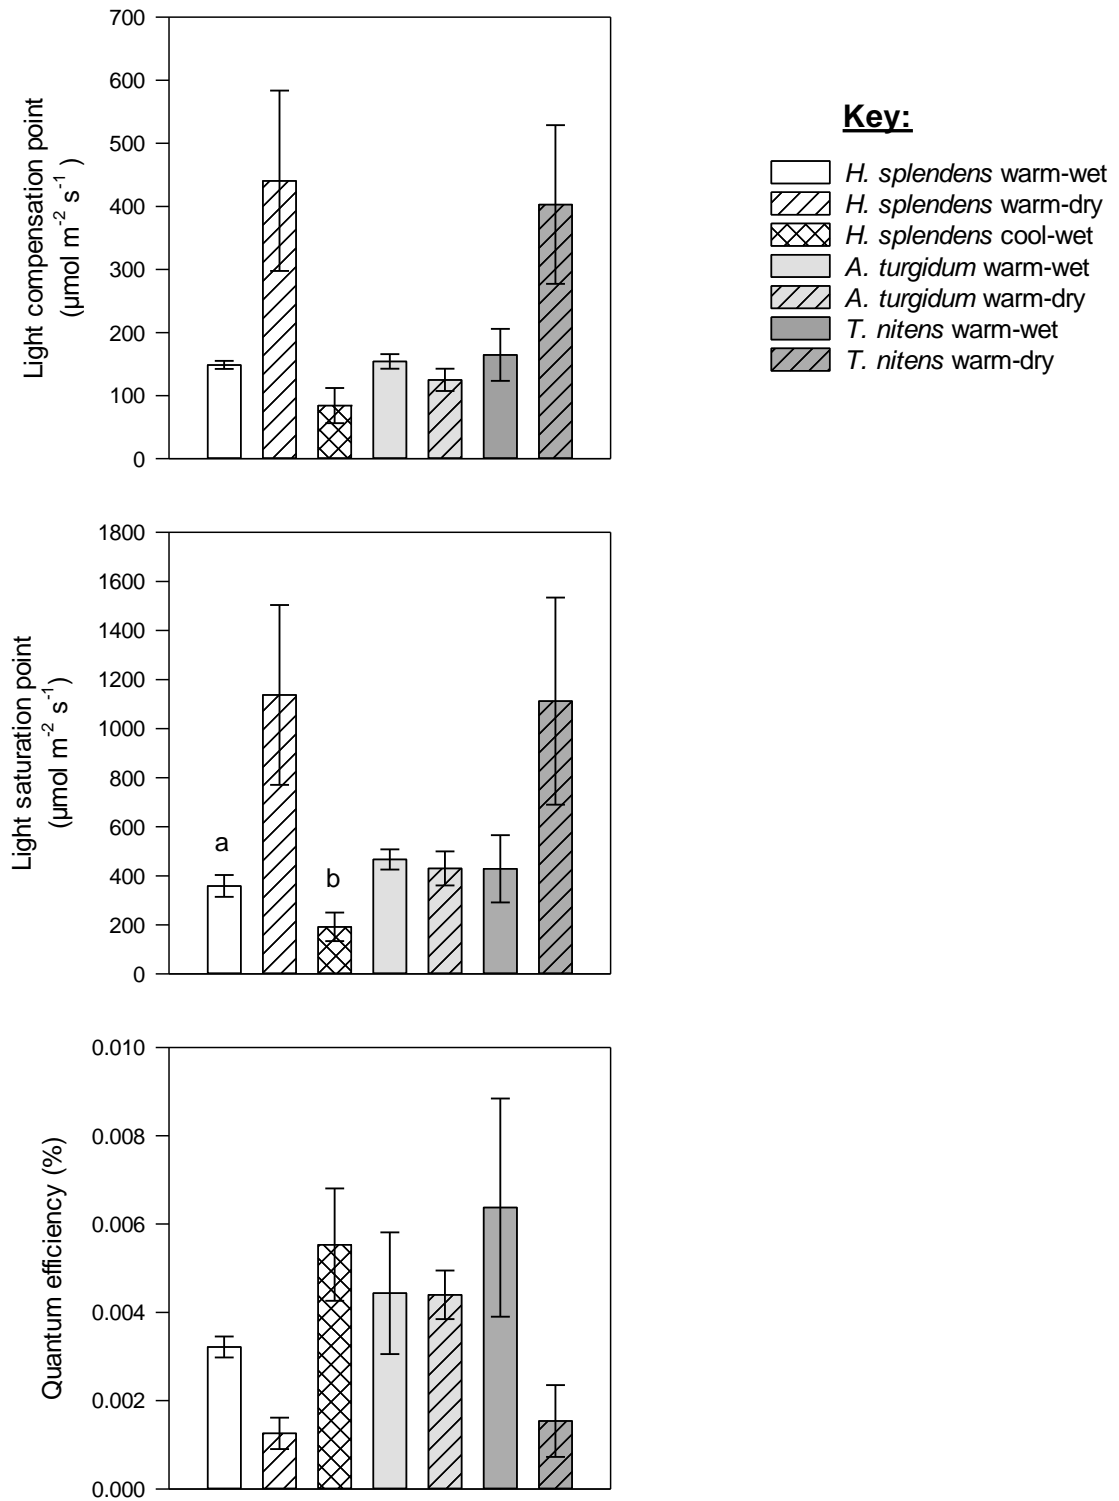 700
600
500
400
300
200
100
0
Light compensation point
(µmol m-2 s-1 )
Key:
H. splendens warm-wet
H. splendens warm-dry
H. splendens cool-wet
A. turgidum warm-wet
A. turgidum warm-dry
T. nitens warm-wet
T. nitens warm-dry
1800
1600
1400
1200
1000
800
600
400
200
0
Light saturation point
(µmol m-2 s-1)
a
b
0.010
0.008
0.006
0.004
0.002
0.000
Quantum efficiency (%)